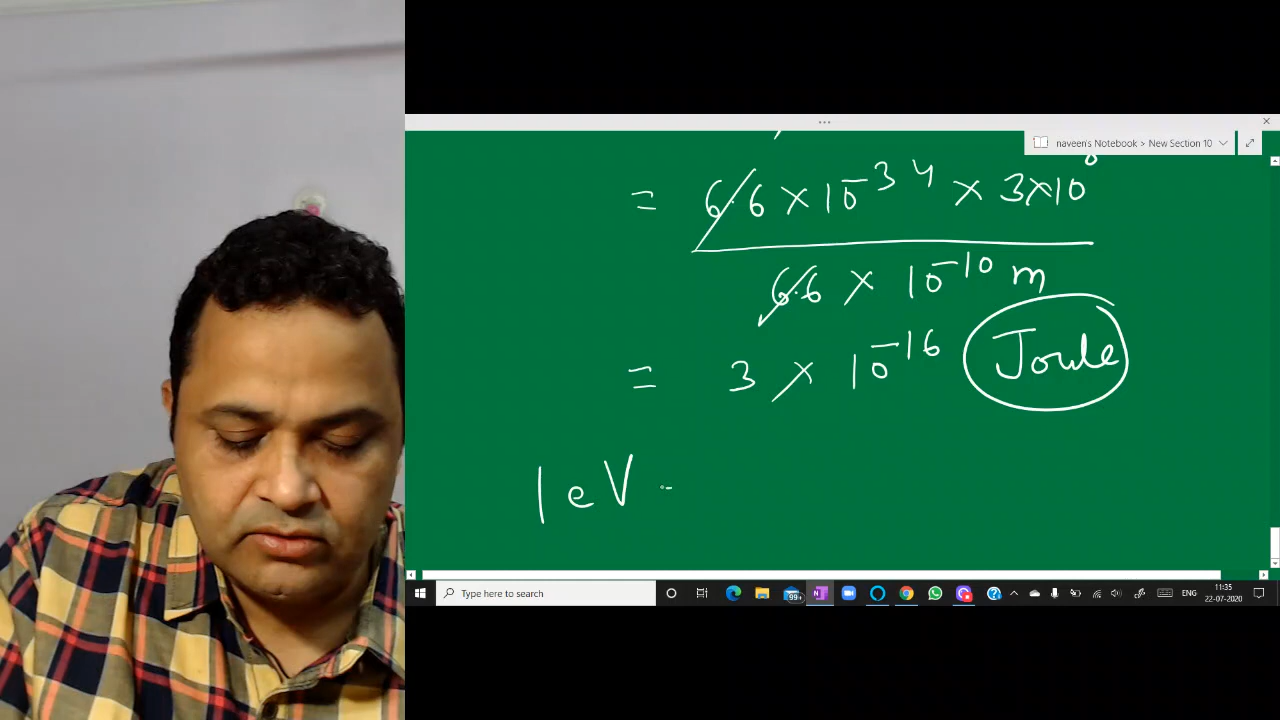 naveen's Notebook > New Section 10
= 6.6 × 10⁻³⁴ × 3×10⁸
6.6 × 10⁻¹⁰ m
= 3 × 10⁻¹⁶ Joule
1 eV
Type here to search
99+
ENG
11:35
22-07-2020